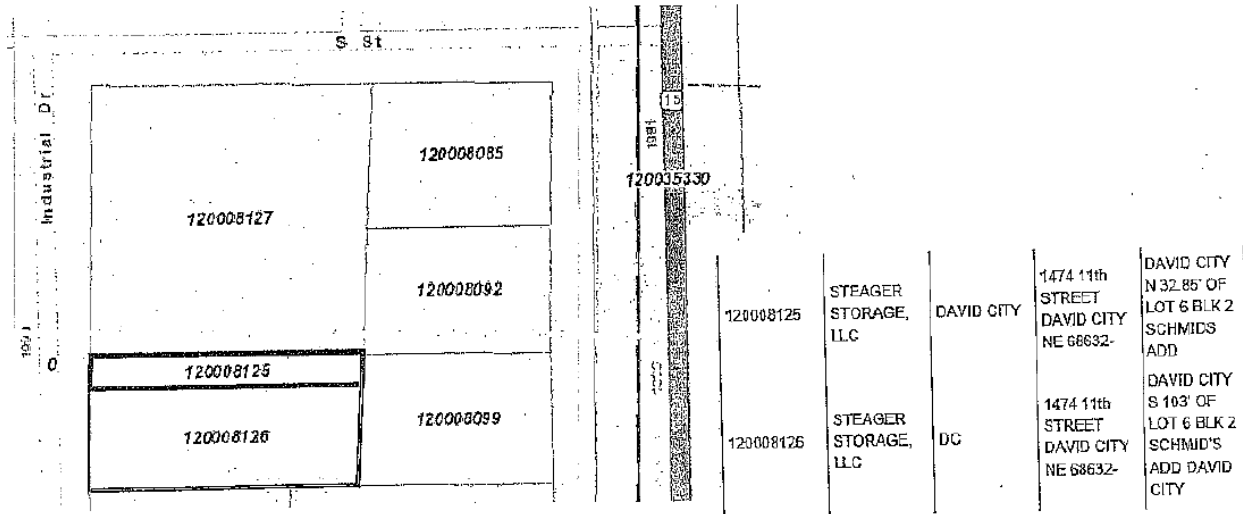 S St
Industrial Dr
15
1851
120008085
120035330
120008127
120008092
0
120008125
120008099
120008126
120008125
STEAGER
STORAGE,
LLC
DAVID CITY
1474 11th
STREET
DAVID CITY
NE 68632-
DAVID CITY
N 32.85' OF
LOT 6 BLK 2
SCHMIDS
ADD
120008126
STEAGER
STORAGE,
LLC
DC
1474 11th
STREET
DAVID CITY
NE 68632-
DAVID CITY
S 103' OF
LOT 6 BLK 2
SCHMID'S
ADD DAVID
CITY